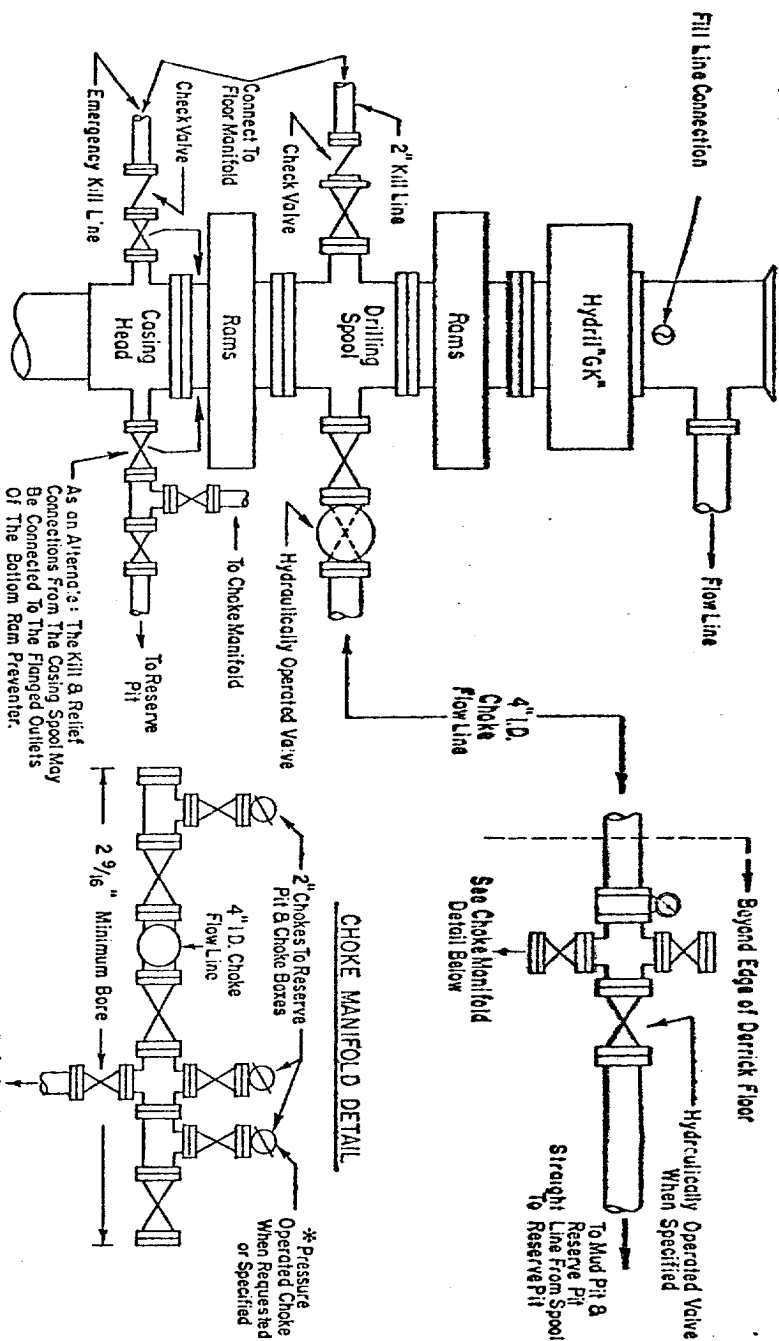 Fill Line Connection
Flow Line
Hydril "GK"
Rams
2" Kill Line
Check Valve
Drilling
Spool
Hydraulically Operated Valve
4" I.D.
Choke
Flow Line
Connect To
Floor Manifold
Rams
Check Valve
Emergency Kill L'ne
Casing
Head
To Choke Manifold
To Reserve
Pit
As an A'ternate: The Kill & Relief
Connections From The Casing Spool May
Be Connected To The Flanged Outlets
Of The Bottom Ram Preventer.
Beyond Edge of Derrick Floor
Hydraulically Operated Valve
When Specified
To Mud Pit &
Reserve Pit
Straight Line From Spool
To Reserve Pit
See Choke Manifold
Detail Below
CHOKE MANIFOLD DETAIL
2" Chokes To Reserve
Pit & Choke Boxes
4" I.D. Choke
Flow Line
*Pressure
Operated Choke
When Requested
or Specified
2 9/16" Minimum Bore